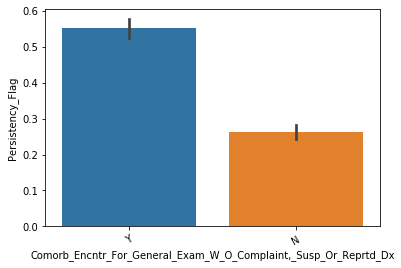 0.6
0.5
0.4
0.3
0.2
0.1
0.0
Persistency_Flag
Y
N
Comorb_Encntr_For_General_Exam_W_O_Complaint,_Susp_Or_Reprtd_Dx